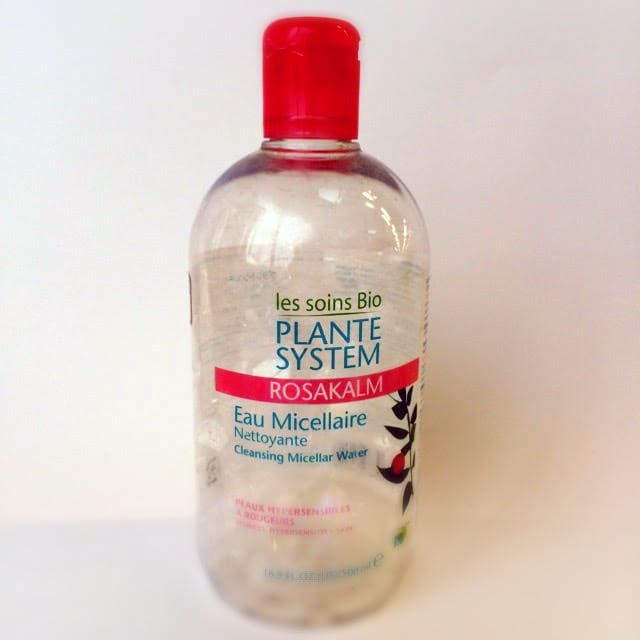 les soins Bio
PLANTE
SYSTEM
ROSAKALM
Eau Micellaire
Nettoyante
Cleansing Micellar Water
PEAUX HYPERSENSIBLES
À ROUGEURS